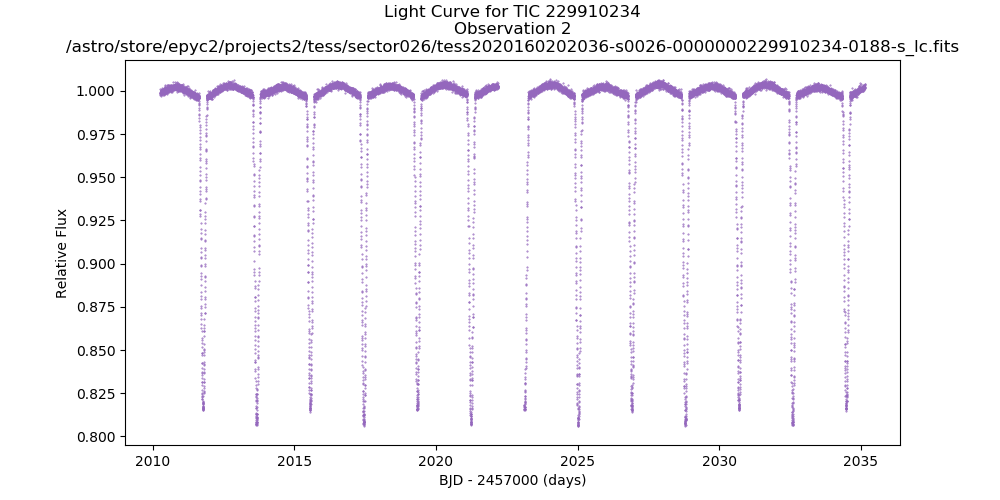 Light Curve for TIC 229910234
Observation 2
/astro/store/epyc2/projects2/tess/sector026/tess2020160202036-s0026-0000000229910234-0188-s_lc.fits
1.000
0.975
0.950
0.925
0.900
0.875
0.850
0.825
0.800
Relative Flux
2010 2015 2020 2025 2030 2035
BJD - 2457000 (days)